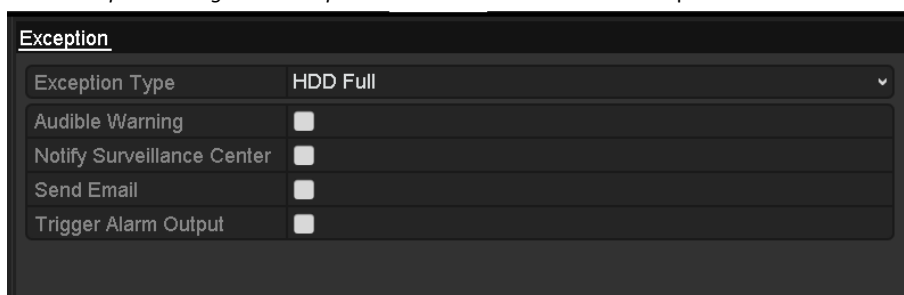 Exception
Exception Type HDD Full
Audible Warning
Notify Surveillance Center
Send Email
Trigger Alarm Output